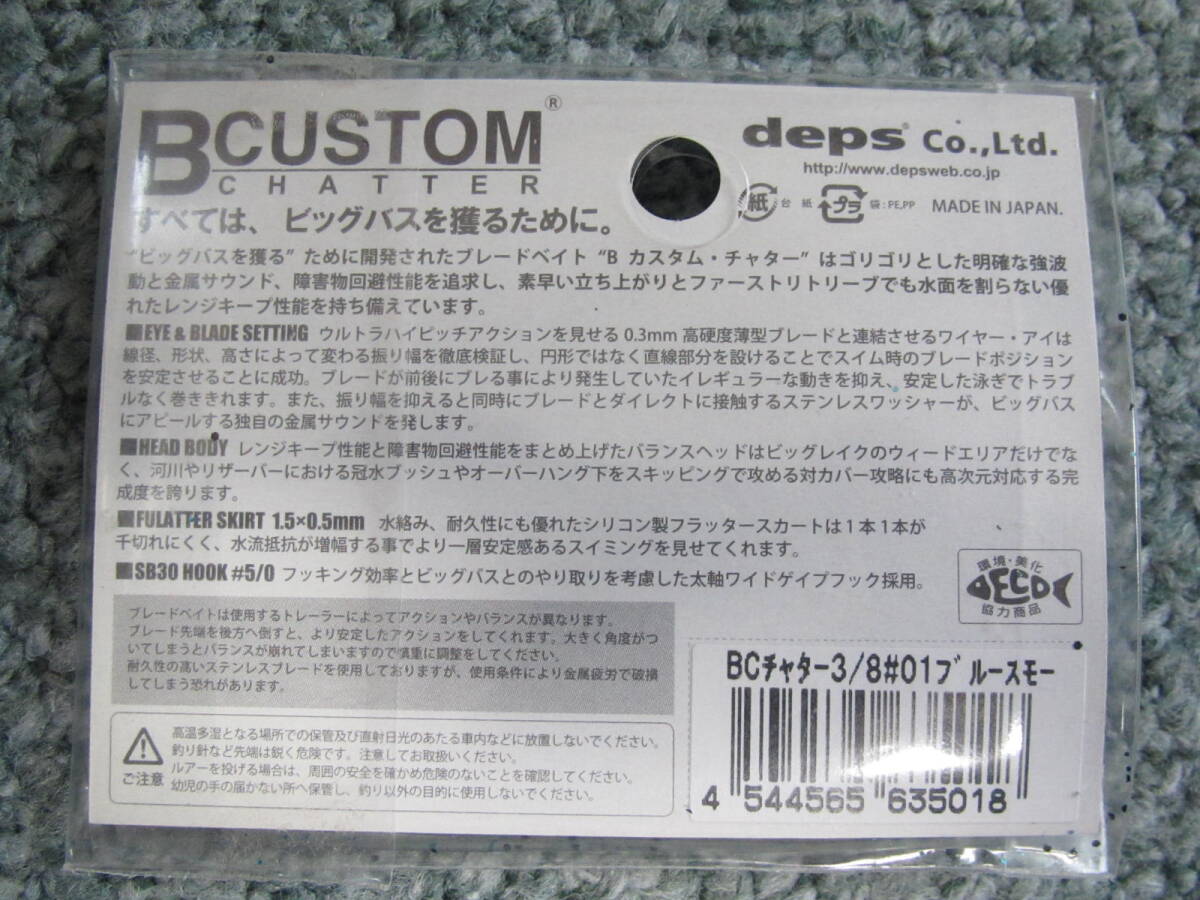 BCUSTOM®
CHATTER
すべては、ビッグバスを獲るために。
deps® Co.,Ltd.
http://www.depsweb.co.jp
紙 台紙 プラ 袋:PE,PP MADE IN JAPAN.
"ビッグバスを獲る" ために開発されたブレードベイト "B カスタム・チャター" はゴリゴリとした明確な強波
動と金属サウンド、障害物回避性能を追求し、素早い立ち上がりとファーストリトリーブでも水面を割らない優
れたレンジキープ性能を持ち備えています。
■EYE & BLADE SETTING ウルトラハイピッチアクションを見せる 0.3mm 高硬度薄型ブレードと連結させるワイヤー・アイは
線径、形状、高さによって変わる振り幅を徹底検証し、円形ではなく直線部分を設けることでスイム時のブレードポジション
を安定させることに成功。ブレードが前後にブレる事により発生していたイレギュラーな動きを抑え、安定した泳ぎでトラブ
ルなく巻ききれます。また、振り幅を抑えると同時にブレードとダイレクトに接触するステンレスワッシャーが、ビッグバス
にアピールする独自の金属サウンドを発します。
■HEAD BODY レンジキープ性能と障害物回避性能をまとめ上げたバランスヘッドはビッグレイクのウィードエリアだけでな
く、河川やリザーバーにおける冠水ブッシュやオーバーハング下をスキッピングで攻める対カバー攻略にも高次元対応する完
成度を誇ります。
■FULATTER SKIRT 1.5×0.5mm 水絡み、耐久性にも優れたシリコン製フラッタースカートは１本１本が
千切れにくく、水流抵抗が増幅する事でより一層安定感あるスイミングを見せてくれます。
■SB30 HOOK #5/0 フッキング効率とビッグバスとのやり取りを考慮した太軸ワイドゲイプフック採用。
環境・美化
ECO
協力商品
ブレードベイトは使用するトレーラーによってアクションやバランスが異なります。
ブレード先端を後方へ倒すと、より安定したアクションをしてくれます。大きく角度がつ
いてしまうとバランスが崩れてしまいますので慎重に調整をしてください。
耐久性の高いステンレスブレードを使用しておりますが、使用条件により金属疲労で破損
してしまう恐れがあります。
ご注意
高温多湿となる場所での保管及び直射日光のあたる車内などに放置しないでください。
釣り針など先端は鋭く危険です。注意してお取扱いください。
ルアーを投げる場合は、周囲の安全を確かめ危険のないことを確認してください。
幼児の手の届かない所へ保管し、釣り以外の目的に使用しないでください。
BCチャター3/8#01ブルースモー
4 544565 635018